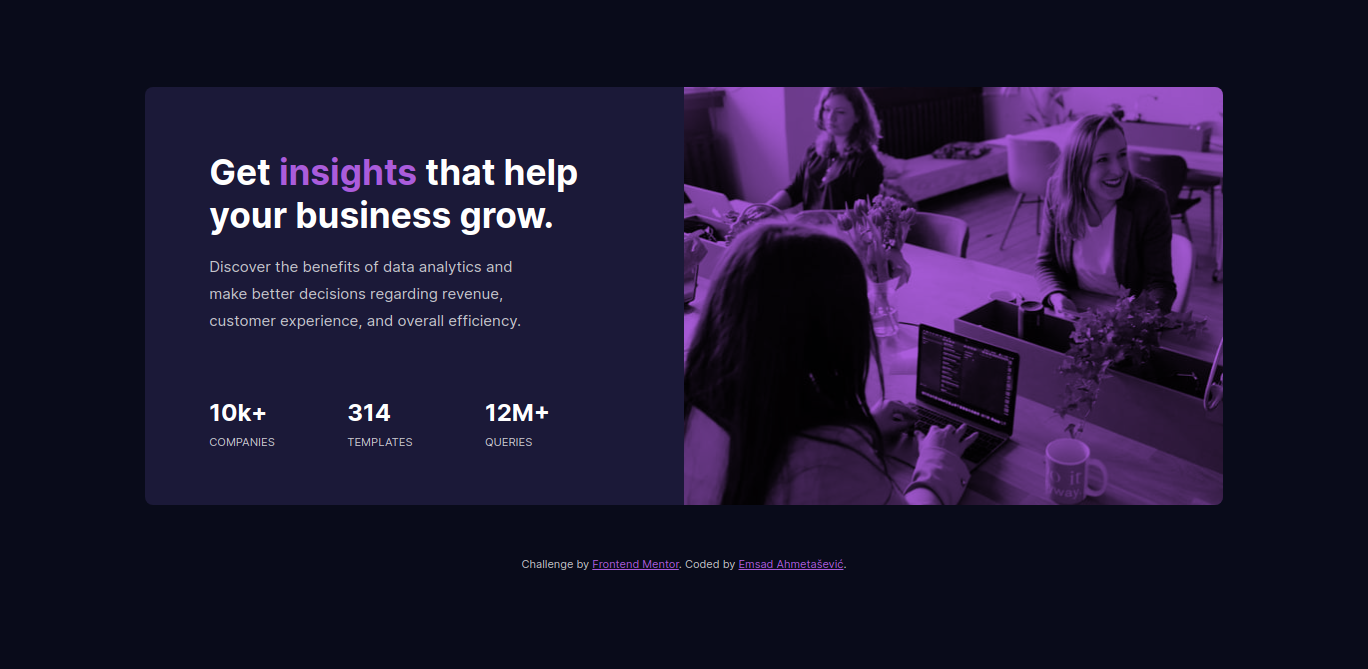 Get insights that help
your business grow.
Discover the benefits of data analytics and
make better decisions regarding revenue,
customer experience, and overall efficiency.
10k+ 314 12M+
COMPANIES TEMPLATES QUERIES
Challenge by Frontend Mentor. Coded by Emsad Ahmetašević.